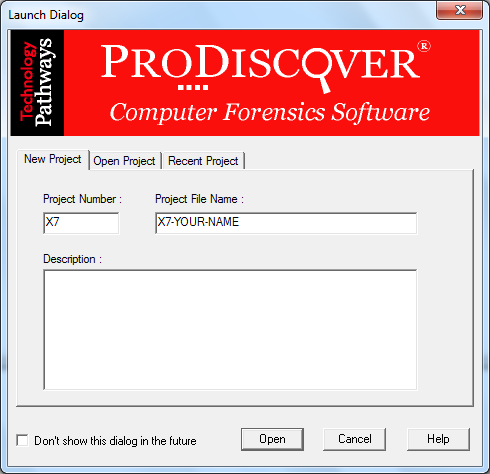 Launch Dialog
Technology
Pathways
PRODISCOVER®
Computer Forensics Software
New Project Open Project Recent Project
Project Number : Project File Name :
X7 X7-YOUR-NAME
Description :
Don't show this dialog in the future Open Cancel Help